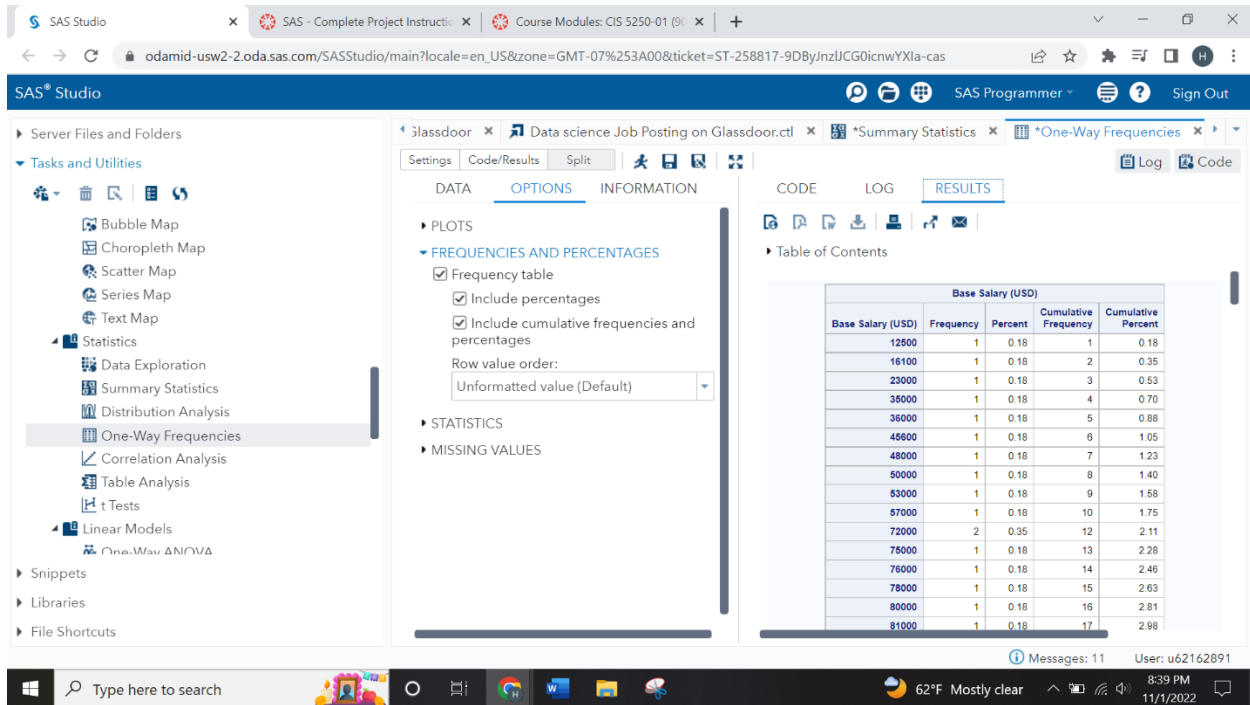 SAS Studio
SAS - Complete Project Instructio
Course Modules: CIS 5250-01 (90
odamid-usw2-2.oda.sas.com/SASStudio/main?locale=en_US&zone=GMT-07%253A00&ticket=ST-258817-9DByJnzlJCG0icnwYXIa-cas
H
SAS® Studio
SAS Programmer
Sign Out
Server Files and Folders
Tasks and Utilities
Bubble Map
Choropleth Map
Scatter Map
Series Map
Text Map
Statistics
Data Exploration
Summary Statistics
Distribution Analysis
One-Way Frequencies
Correlation Analysis
Table Analysis
t Tests
Linear Models
One-Way ANOVA
Snippets
Libraries
File Shortcuts
Glassdoor
Data science Job Posting on Glassdoor.ctl
*Summary Statistics
*One-Way Frequencies
Settings Code/Results Split
Log Code
DATA OPTIONS INFORMATION
PLOTS
FREQUENCIES AND PERCENTAGES
Frequency table
Include percentages
Include cumulative frequencies and
percentages
Row value order:
Unformatted value (Default)
STATISTICS
MISSING VALUES
CODE LOG RESULTS
Table of Contents
Base Salary (USD)
Base Salary (USD) Frequency Percent Cumulative Frequency Cumulative Percent
12500 1 0.18 1 0.18
16100 1 0.18 2 0.35
23000 1 0.18 3 0.53
35000 1 0.18 4 0.70
36000 1 0.18 5 0.88
45600 1 0.18 6 1.05
48000 1 0.18 7 1.23
50000 1 0.18 8 1.40
53000 1 0.18 9 1.58
57000 1 0.18 10 1.75
72000 2 0.35 12 2.11
75000 1 0.18 13 2.28
76000 1 0.18 14 2.46
78000 1 0.18 15 2.63
80000 1 0.18 16 2.81
81000 1 0.18 17 2.98
Messages: 11 User: u62162891
Type here to search
62°F Mostly clear
8:39 PM
11/1/2022